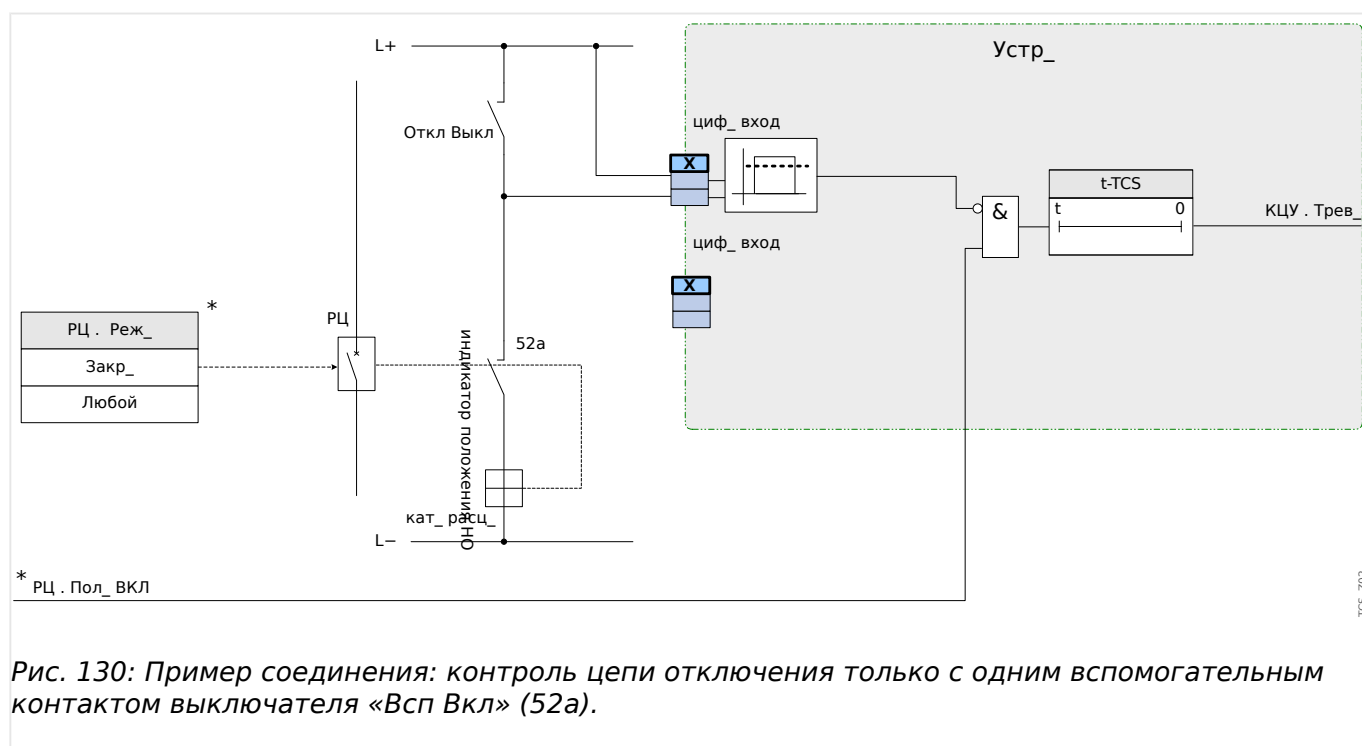 L+
Устр_
Откл Выкл
циф_ вход
X
t-TCS
&
t 0
КЦУ . Трев_
циф_ вход
X
*
РЦ . Реж_
Закр_
Любой
РЦ
52a
индикатор положения НО
кат_ расц_
L−
*
РЦ . Пол_ ВКЛ
Рис. 130: Пример соединения: контроль цепи отключения только с одним вспомогательным
контактом выключателя «Всп Вкл» (52a).